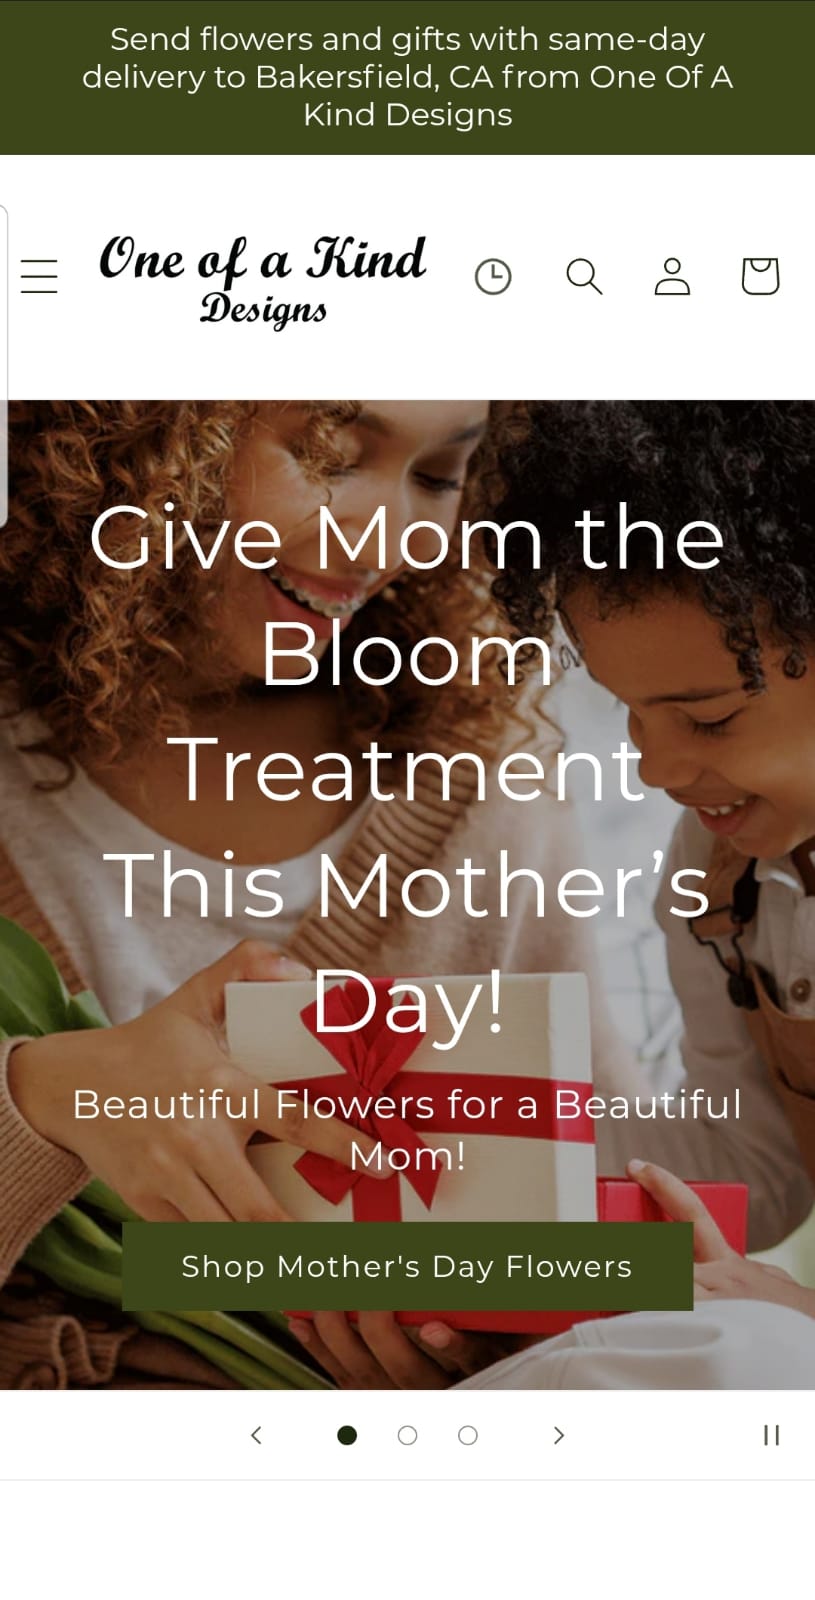 Send flowers and gifts with same-day
delivery to Bakersfield, CA from One Of A
Kind Designs
One of a Kind
Designs
Give Mom the
Bloom
Treatment
This Mother’s
Day!
Beautiful Flowers for a Beautiful
Mom!
Shop Mother's Day Flowers